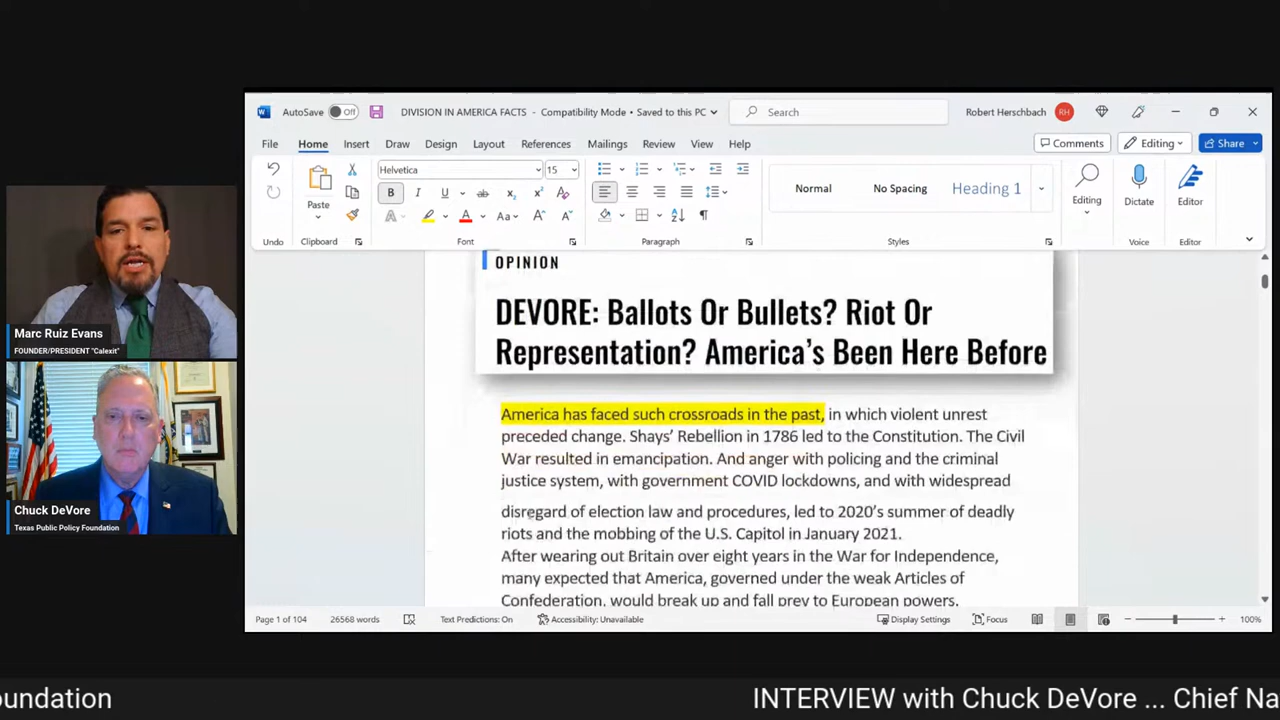 AutoSave
Off
DIVISION IN AMERICA FACTS - Compatibility Mode • Saved to this PC
Search
Robert Herschbach
RH
File
Home
Insert
Draw
Design
Layout
References
Mailings
Review
View
Help
Comments
Editing
Share
Undo
Paste
Clipboard
Helvetica
15
B
I
U
ab
x₂
x²
A
A
Aa
A
A
Font
Paragraph
Normal
No Spacing
Heading 1
Styles
Editing
Dictate
Voice
Editor
Editor
OPINION
DEVORE: Ballots Or Bullets? Riot Or
Representation? America's Been Here Before
America has faced such crossroads in the past, in which violent unrest
preceded change. Shays' Rebellion in 1786 led to the Constitution. The Civil
War resulted in emancipation. And anger with policing and the criminal
justice system, with government COVID lockdowns, and with widespread
disregard of election law and procedures, led to 2020's summer of deadly
riots and the mobbing of the U.S. Capitol in January 2021.
After wearing out Britain over eight years in the War for Independence,
many expected that America, governed under the weak Articles of
Confederation, would break up and fall prey to European powers.
Page 1 of 104
26568 words
Text Predictions: On
Accessibility: Unavailable
Display Settings
Focus
100%
Marc Ruiz Evans
FOUNDER/PRESIDENT "Calexit"
Chuck DeVore
Texas Public Policy Foundation
oundation
INTERVIEW with Chuck DeVore ... Chief Na